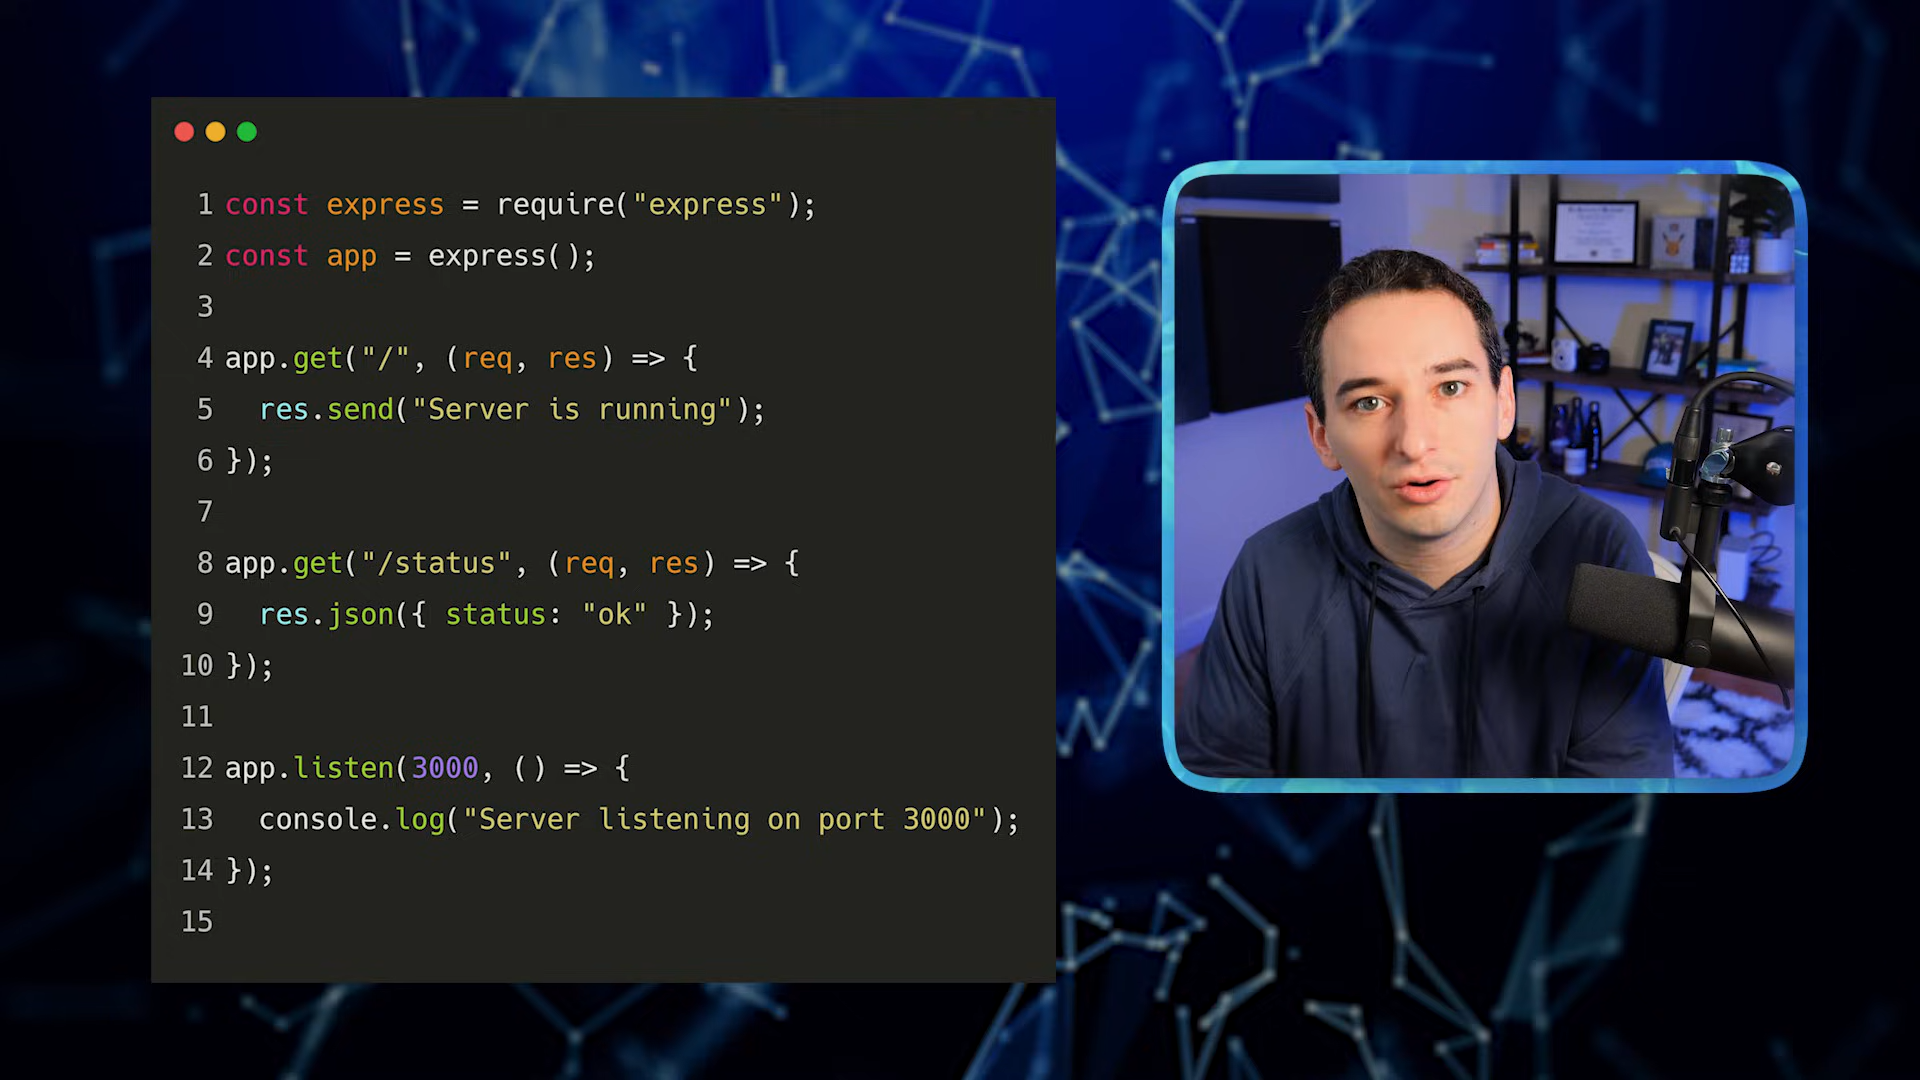 1 const express = require("express");
2 const app = express();
3
4 app.get("/", (req, res) => {
5   res.send("Server is running");
6 });
7
8 app.get("/status", (req, res) => {
9   res.json({ status: "ok" });
10 });
11
12 app.listen(3000, () => {
13   console.log("Server listening on port 3000");
14 });
15